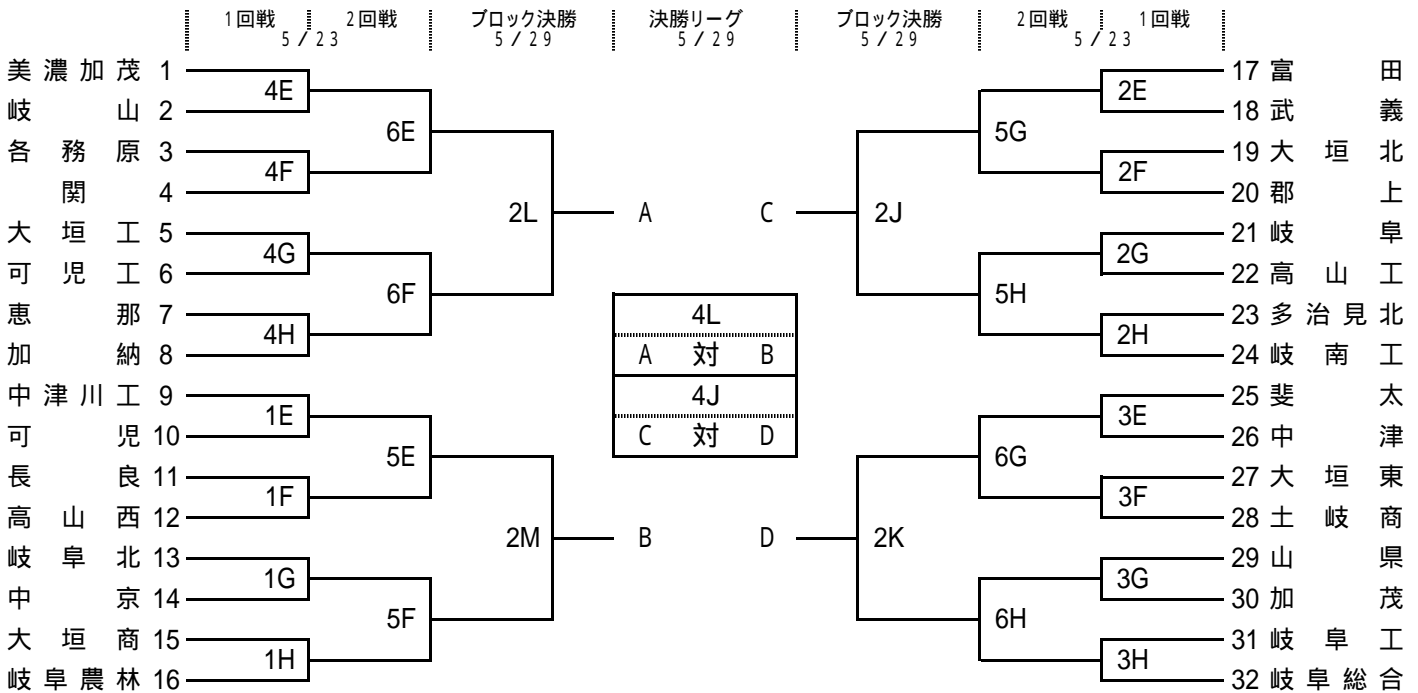 1回戦 2回戦 ブロック決勝 決勝リーグ ブロック決勝 2回戦 1回戦
5/23 5/29 5/29 5/29 5/23
美濃加茂 1 17 富田
4E 2E
岐山 2 18 武義
6E 5G
各務原 3 19 大垣北
4F 2F
関 4 20 郡上
2L A C 2J
大垣工 5 21 岐阜
4G 2G
可児工 6 22 高山工
6F 5H
恵那 7 4L 23 多治見北
4H 2H
加納 8 A 対 B 24 岐南工
中津川工 9 4J 25 斐太
1E 3E
可児 10 C 対 D 26 中津
5E 6G
長良 11 27 大垣東
1F 3F
高山西 12 28 土岐商
2M B D 2K
岐阜北 13 29 山県
1G 3G
中京 14 30 加茂
5F 6H
大垣商 15 31 岐阜工
1H 3H
岐阜農林 16 32 岐阜総合